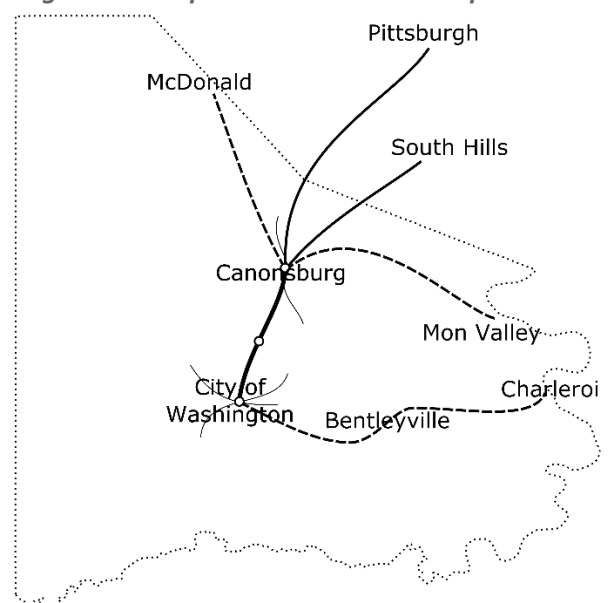 Pittsburgh
McDonald
South Hills
Canonsburg
Mon Valley
City of
Washington
Charleroi
Bentleyville